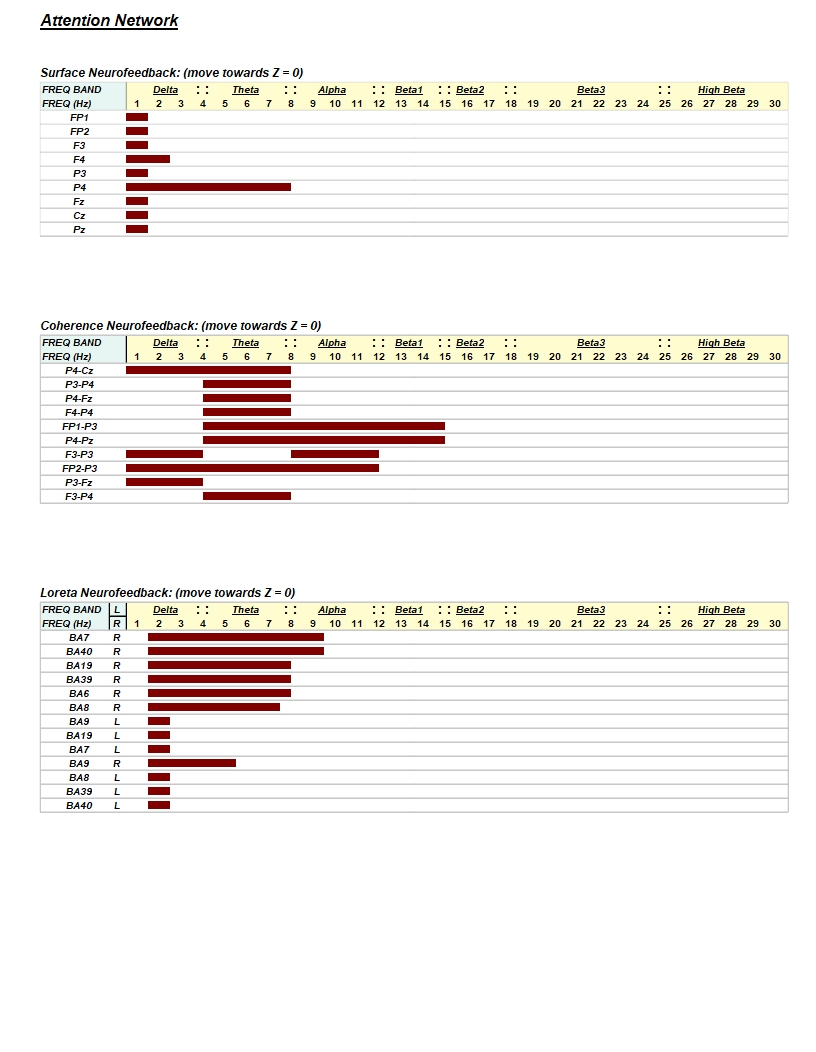 Attention Network
Surface Neurofeedback: (move towards Z = 0)
FREQ BAND Delta : : Theta : : Alpha : : Beta1 : : Beta2 : : Beta3 : : High Beta
FREQ (Hz) 1 2 3 4 5 6 7 8 9 10 11 12 13 14 15 16 17 18 19 20 21 22 23 24 25 26 27 28 29 30
FP1
FP2
F3
F4
P3
P4
Fz
Cz
Pz
Coherence Neurofeedback: (move towards Z = 0)
FREQ BAND Delta : : Theta : : Alpha : : Beta1 : : Beta2 : : Beta3 : : High Beta
FREQ (Hz) 1 2 3 4 5 6 7 8 9 10 11 12 13 14 15 16 17 18 19 20 21 22 23 24 25 26 27 28 29 30
P4-Cz
P3-P4
P4-Fz
F4-P4
FP1-P3
P4-Pz
F3-P3
FP2-P3
P3-Fz
F3-P4
Loreta Neurofeedback: (move towards Z = 0)
FREQ BAND L Delta : : Theta : : Alpha : : Beta1 : : Beta2 : : Beta3 : : High Beta
FREQ (Hz) R 1 2 3 4 5 6 7 8 9 10 11 12 13 14 15 16 17 18 19 20 21 22 23 24 25 26 27 28 29 30
BA7 R
BA40 R
BA19 R
BA39 R
BA6 R
BA8 R
BA9 L
BA19 L
BA7 L
BA9 R
BA8 L
BA39 L
BA40 L